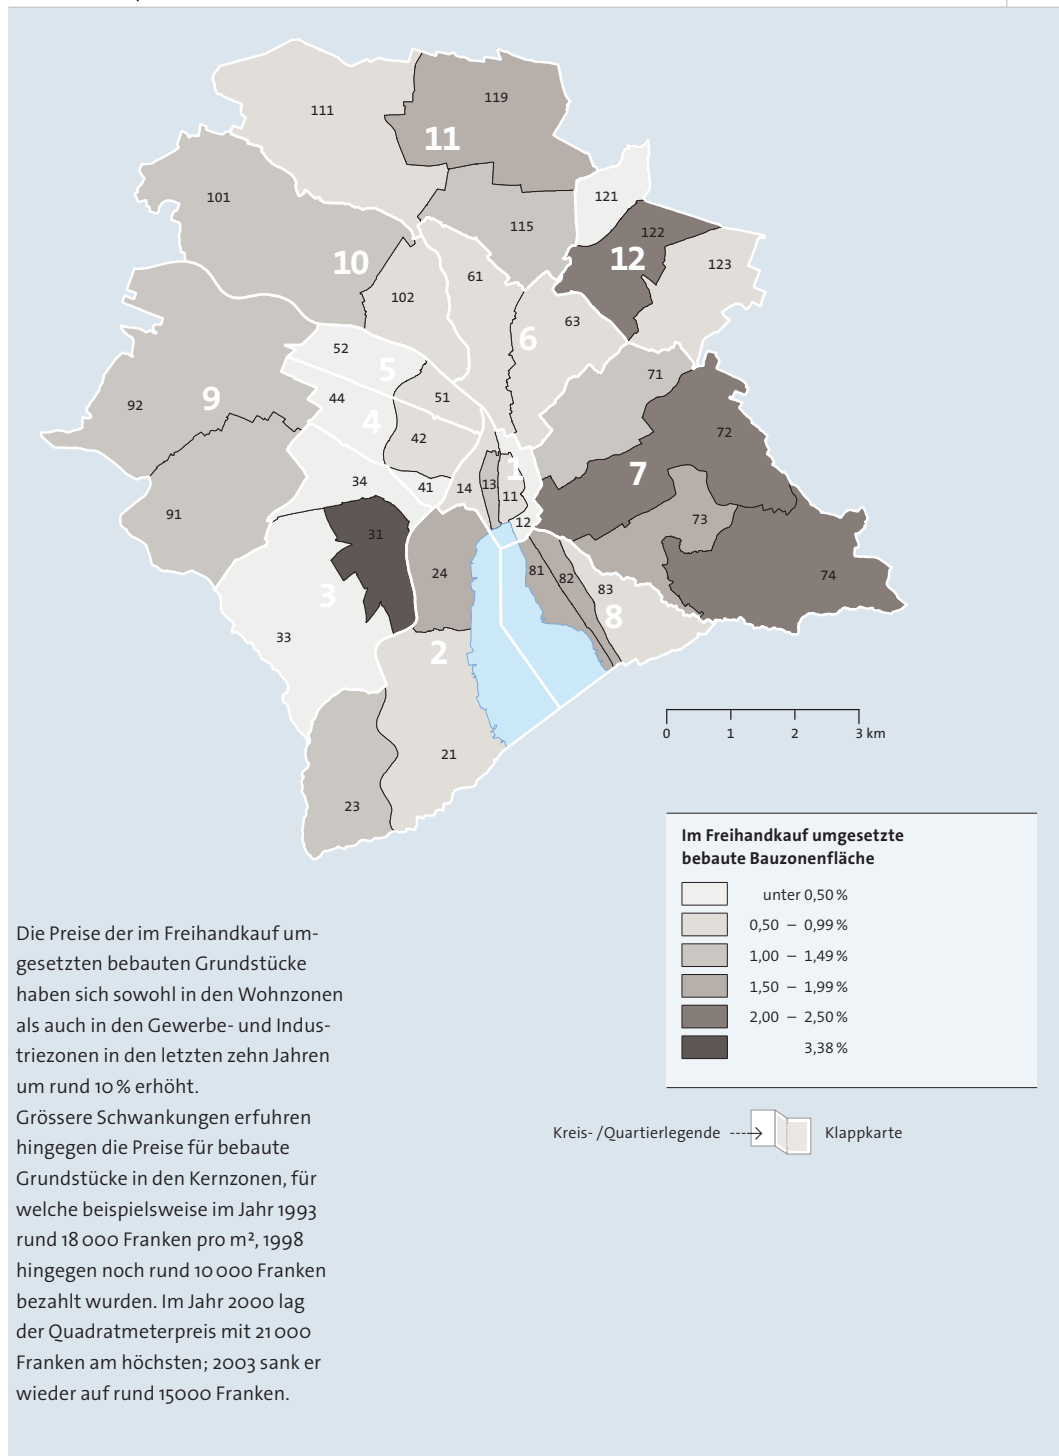 111
119
11
101
121
115
122
12
123
10
61
102
63
6
52
5
71
9
44
51
92
4
42
72
1
7
34
41
14
13
11
12
91
31
73
24
81
82
83
74
3
8
33
2
21
23
0 1 2 3 km
Im Freihandkauf umgesetzte
bebaute Bauzonenfläche
unter 0,50 %
0,50 – 0,99 %
1,00 – 1,49 %
1,50 – 1,99 %
2,00 – 2,50 %
3,38 %
Kreis-/Quartierlegende
Klappkarte
Die Preise der im Freihandkauf um-
gesetzten bebauten Grundstücke
haben sich sowohl in den Wohnzonen
als auch in den Gewerbe- und Indus-
triezonen in den letzten zehn Jahren
um rund 10 % erhöht.
Grössere Schwankungen erfuhren
hingegen die Preise für bebaute
Grundstücke in den Kernzonen, für
welche beispielsweise im Jahr 1993
rund 18 000 Franken pro m², 1998
hingegen noch rund 10 000 Franken
bezahlt wurden. Im Jahr 2000 lag
der Quadratmeterpreis mit 21 000
Franken am höchsten; 2003 sank er
wieder auf rund 15000 Franken.